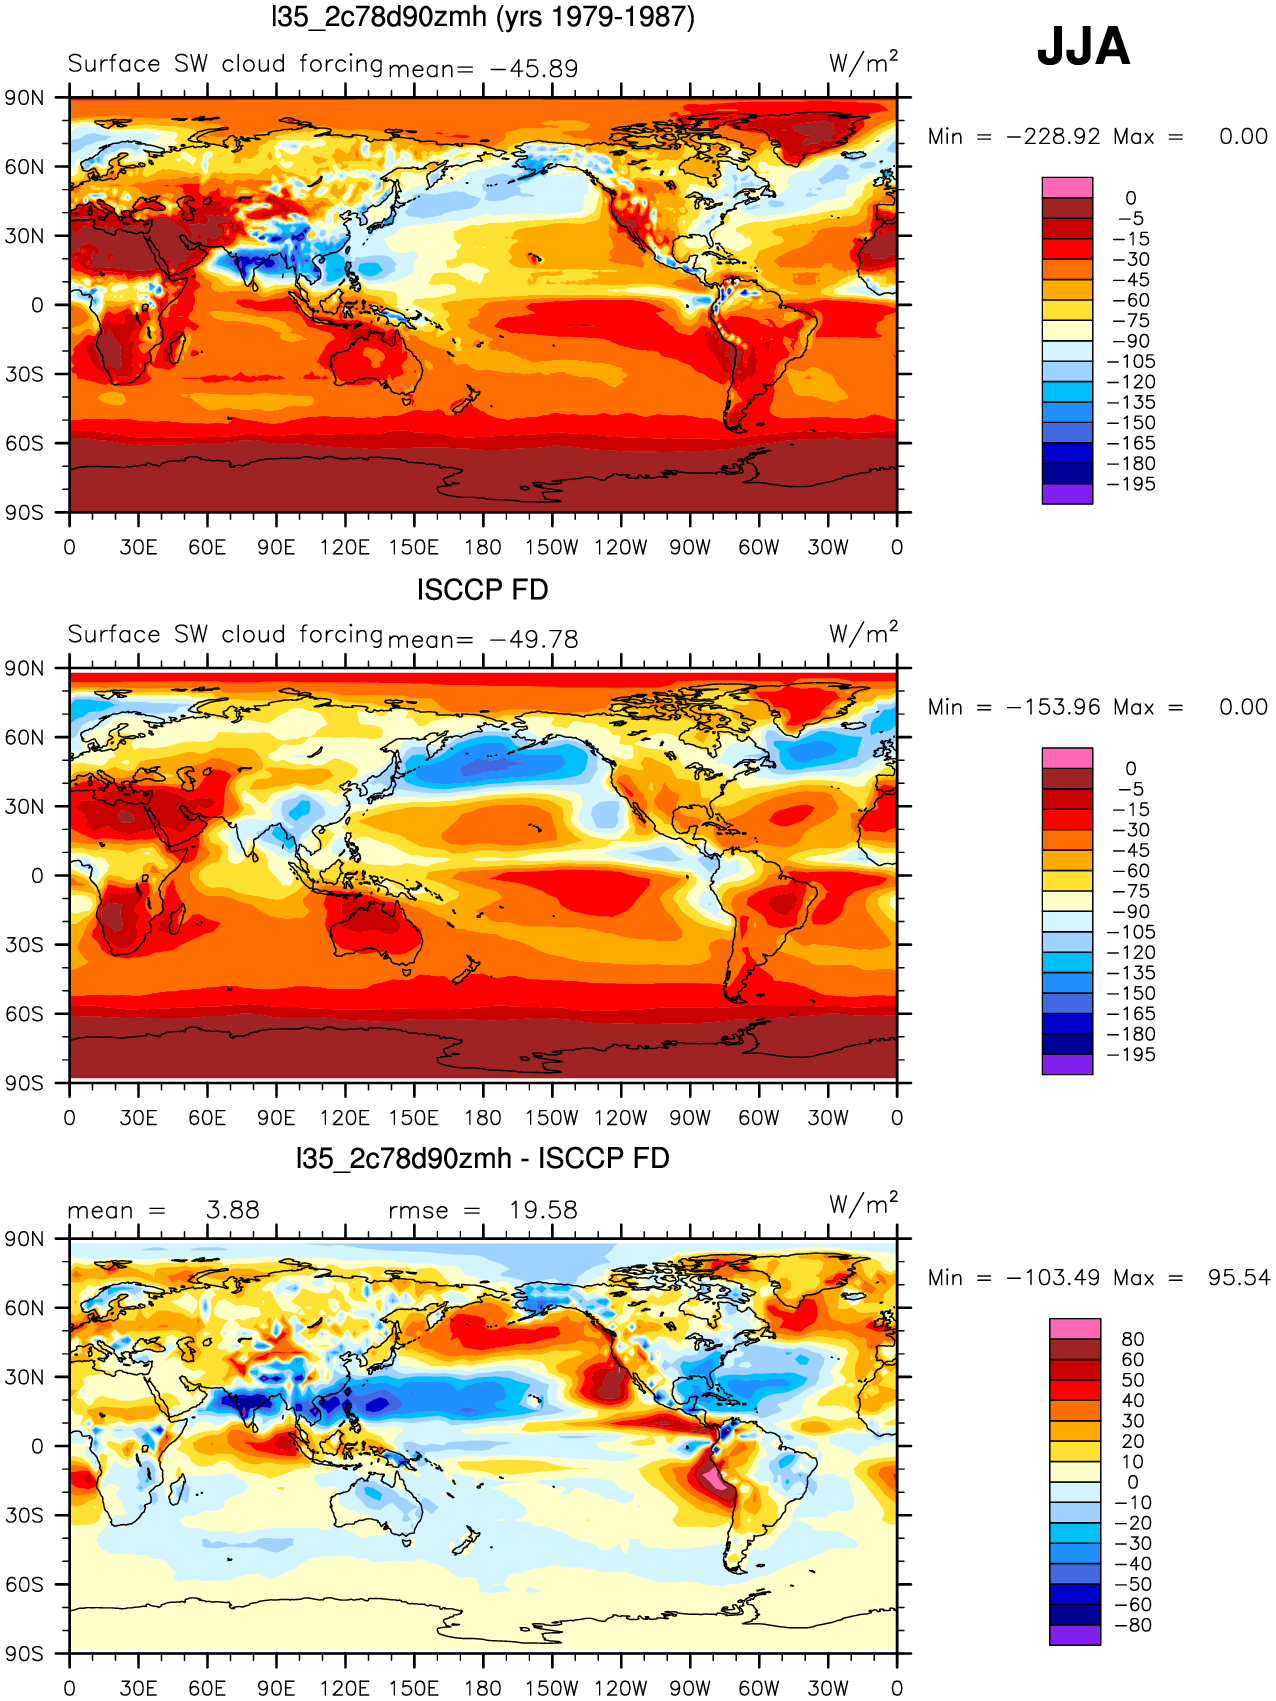 l35_2c78d90zmh (yrs 1979-1987)
JJA
Surface SW cloud forcing mean= −45.89 W/m²
Min = −228.92 Max = 0.00
90N
60N
30N
0
30S
60S
90S
0 30E 60E 90E 120E 150E 180 150W 120W 90W 60W 30W 0
0
−5
−15
−30
−45
−60
−75
−90
−105
−120
−135
−150
−165
−180
−195
ISCCP FD
Surface SW cloud forcing mean= −49.78 W/m²
Min = −153.96 Max = 0.00
90N
60N
30N
0
30S
60S
90S
0 30E 60E 90E 120E 150E 180 150W 120W 90W 60W 30W 0
0
−5
−15
−30
−45
−60
−75
−90
−105
−120
−135
−150
−165
−180
−195
l35_2c78d90zmh - ISCCP FD
mean = 3.88 rmse = 19.58 W/m²
Min = −103.49 Max = 95.54
90N
60N
30N
0
30S
60S
90S
0 30E 60E 90E 120E 150E 180 150W 120W 90W 60W 30W 0
80
60
50
40
30
20
10
0
−10
−20
−30
−40
−50
−60
−80